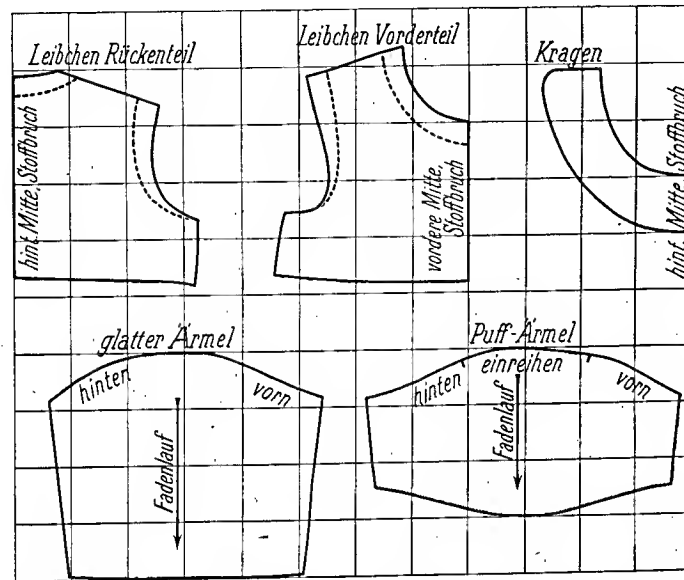 Leibchen Rückenteil
Leibchen Vorderteil
Kragen
hint. Mitte, Stoffbruch
vordere Mitte,
Stoffbruch
hint. Mitte, Stoffbruch
glatter Ärmel
hinten
vorn
Fadenlauf
Puff-Ärmel
einreihen
hinten
vorn
Fadenlauf